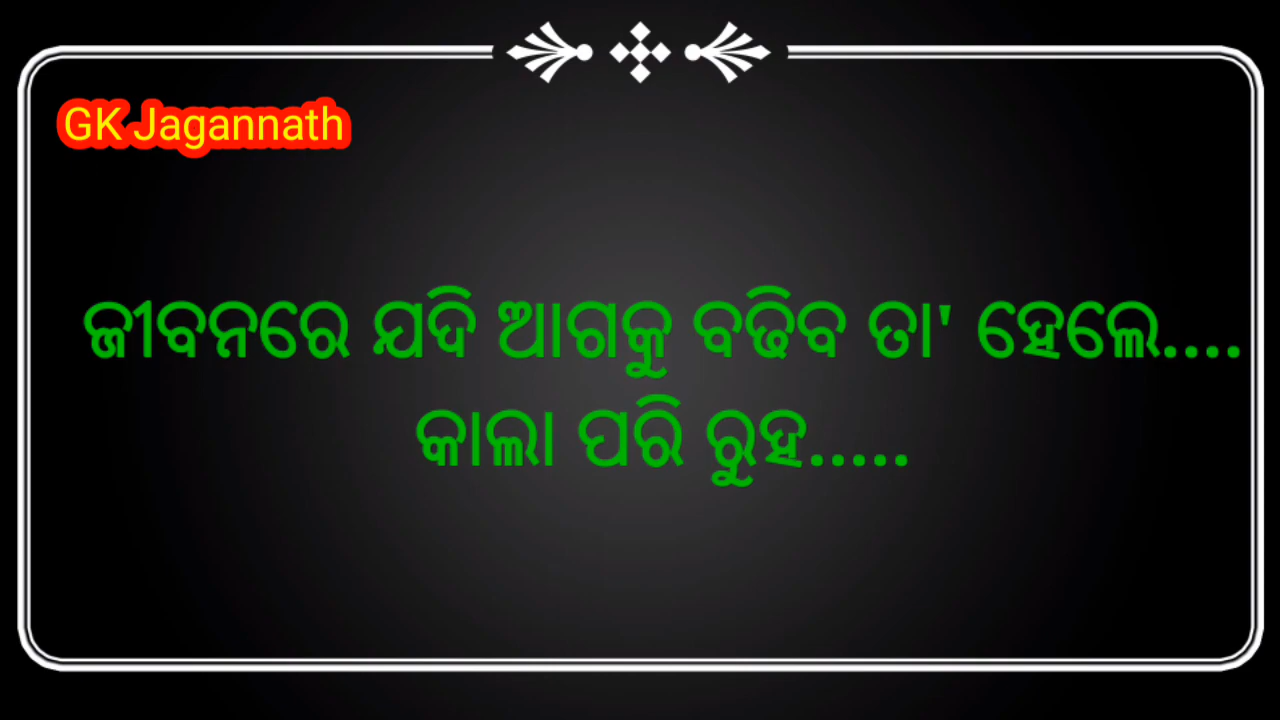 GK Jagannath
ଜୀବନରେ ଯଦି ଆଗକୁ ବଢିବ ତା' ହେଲେ....
କାଲା ପରି ରୁହ.....